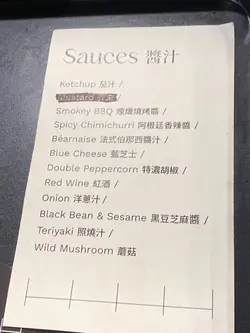 Sauces 醬汁
Ketchup 茄汁 /
Mustard
Smokey BBQ 煙燻燒烤醬 /
Spicy Chimichurri 阿根廷香辣醬 /
Béarnaise 法式伯那西醬汁 /
Blue Cheese 藍芝士 /
Double Peppercorn 特濃胡椒 /
Red Wine 紅酒 /
Onion 洋蔥汁 /
Black Bean & Sesame 黑豆芝麻醬 /
Teriyaki 照燒汁 /
Wild Mushroom 蘑菇